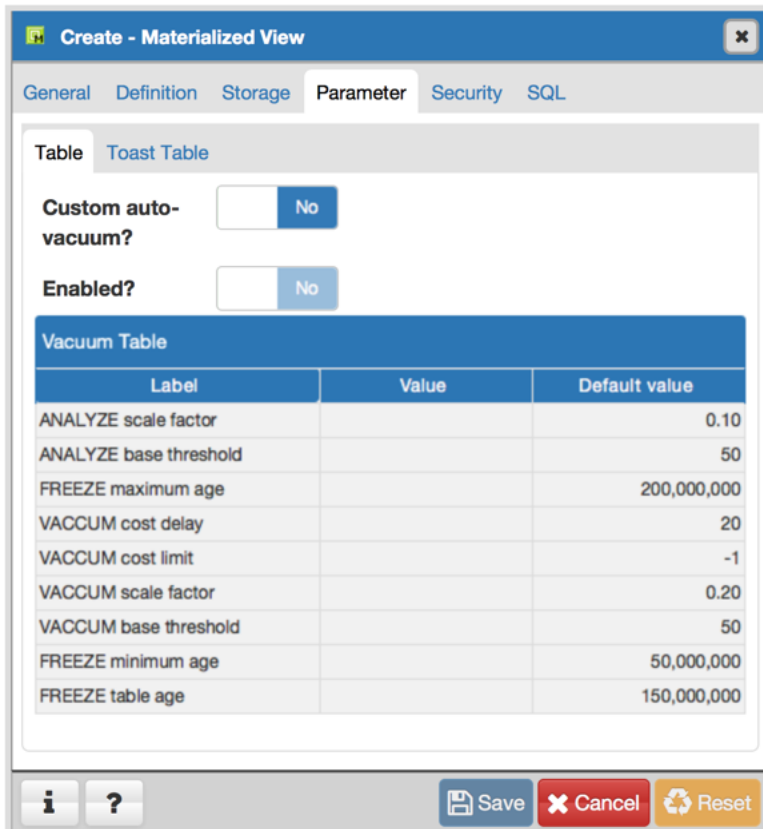 Create - Materialized View
General Definition Storage Parameter Security SQL
Table Toast Table
Custom auto-
vacuum?
No
Enabled?
No
Vacuum Table
Label Value Default value
ANALYZE scale factor 0.10
ANALYZE base threshold 50
FREEZE maximum age 200,000,000
VACCUM cost delay 20
VACCUM cost limit -1
VACCUM scale factor 0.20
VACCUM base threshold 50
FREEZE minimum age 50,000,000
FREEZE table age 150,000,000
i ? Save Cancel Reset